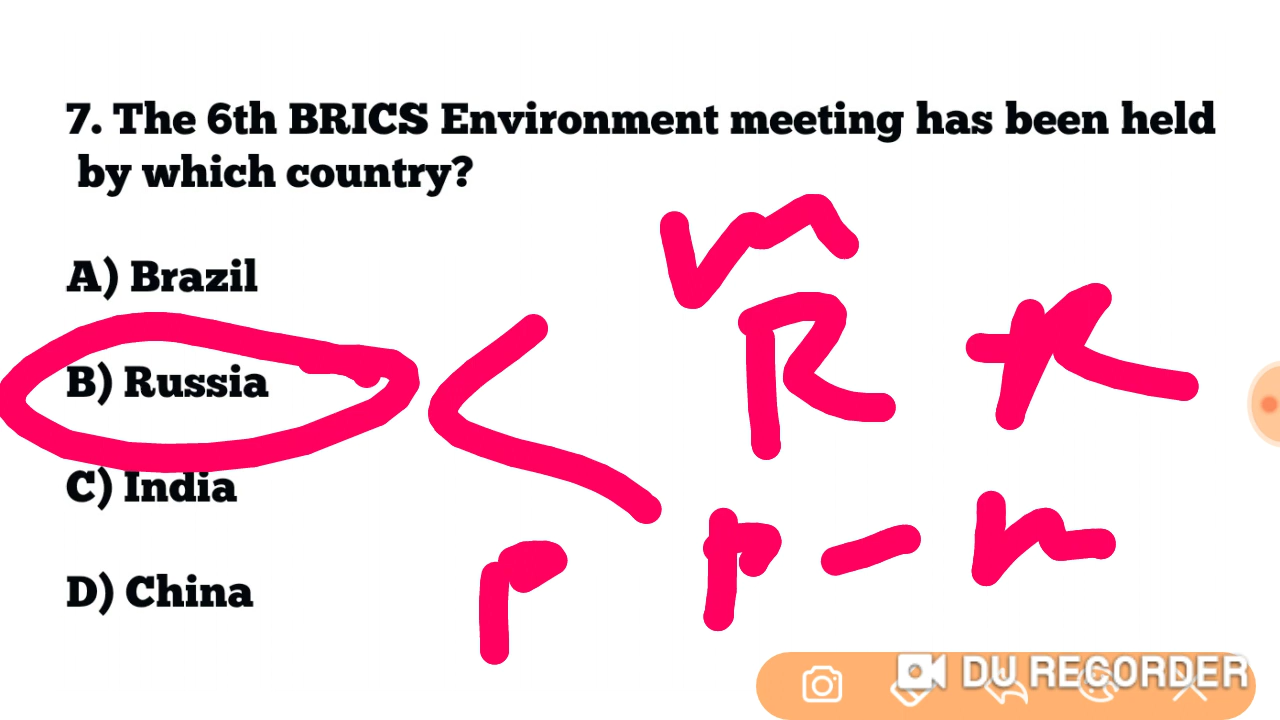 7. The 6th BRICS Environment meeting has been held
by which country?
A) Brazil
B) Russia
C) India
D) China
m
R
R
P
P - n
DU RECORDER